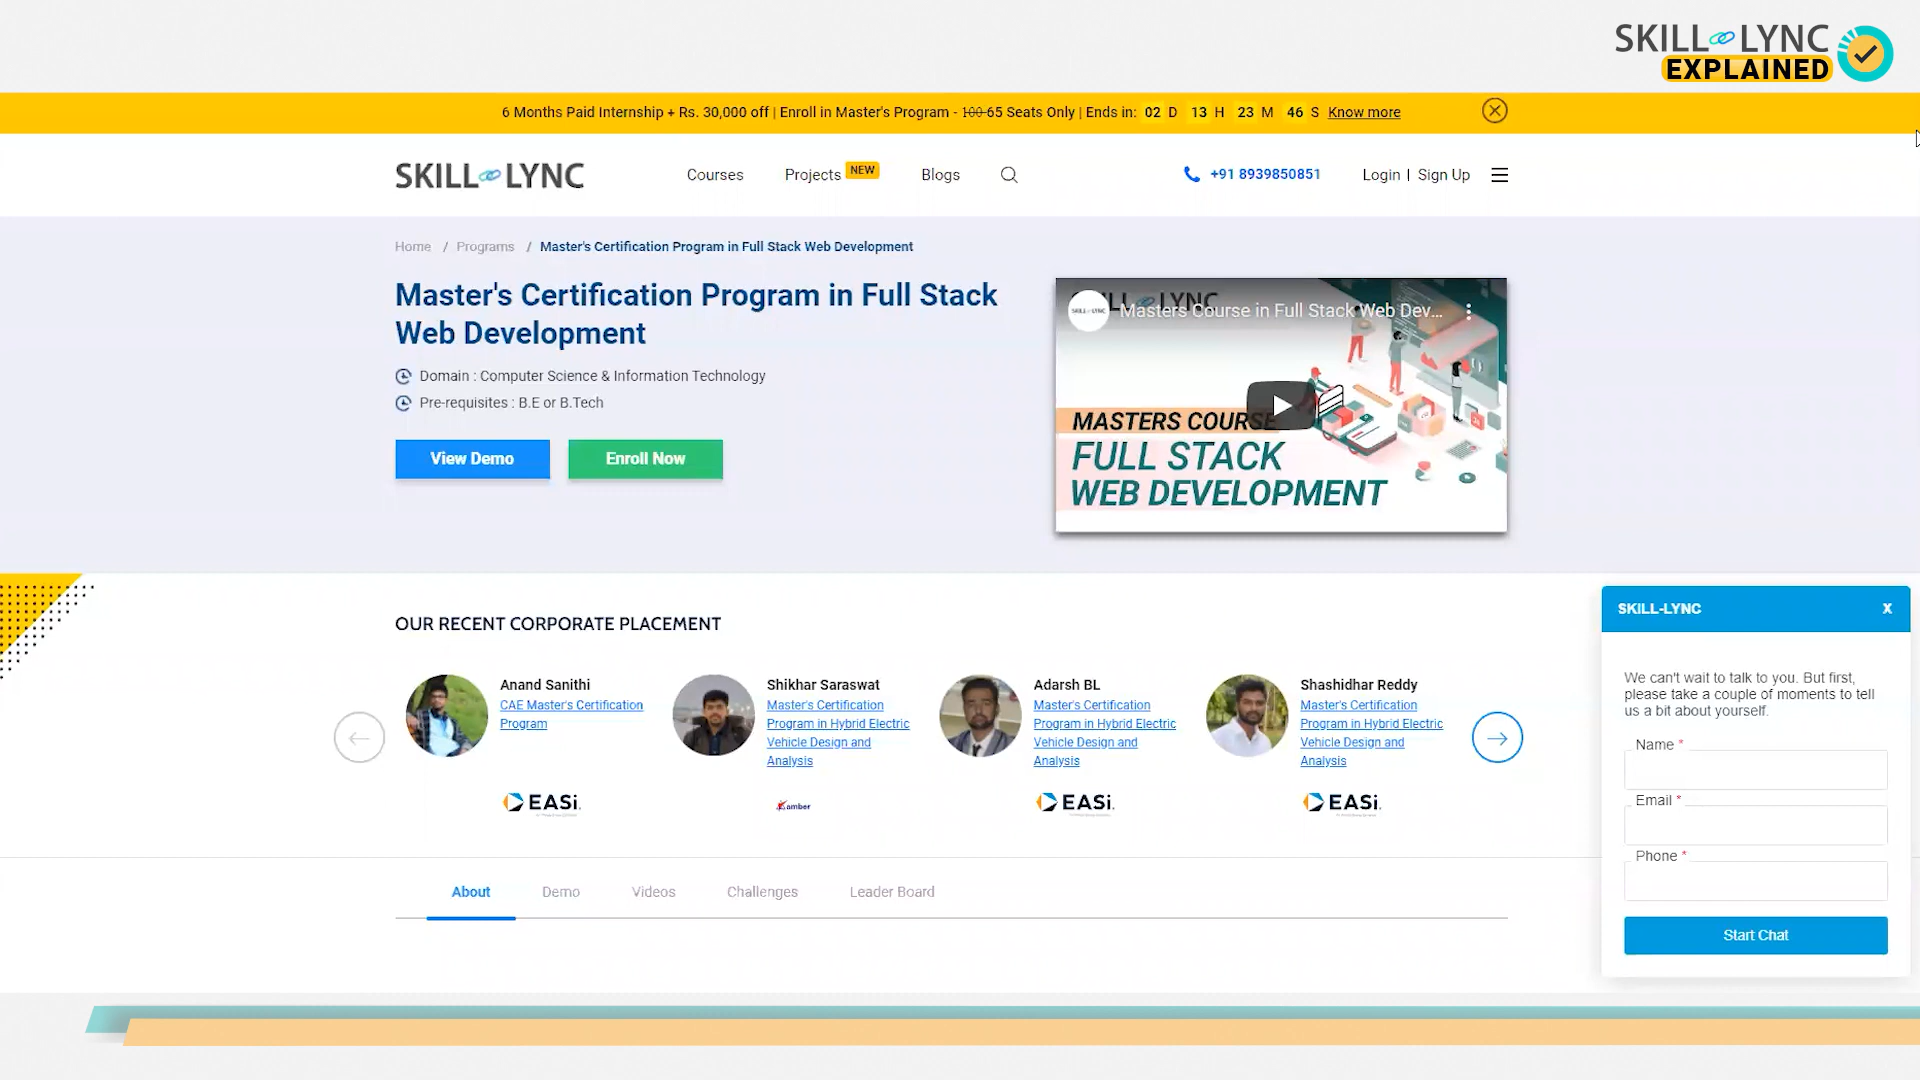 SKILL LYNC
EXPLAINED
6 Months Paid Internship + Rs. 30,000 off | Enroll in Master's Program - 100 65 Seats Only | Ends in: 02 D 13 H 23 M 46 S Know more
SKILL LYNC
Courses
Projects NEW
Blogs
+91 8939850851
Login | Sign Up
Home / Programs / Master's Certification Program in Full Stack Web Development
Master's Certification Program in Full Stack
Web Development
Domain : Computer Science & Information Technology
Pre-requisites : B.E or B.Tech
View Demo
Enroll Now
Masters Course in Full Stack Web Dev...
MASTERS COURSE
FULL STACK
WEB DEVELOPMENT
OUR RECENT CORPORATE PLACEMENT
Anand Sanithi
CAE Master's Certification
Program
EASi
Shikhar Saraswat
Master's Certification
Program in Hybrid Electric
Vehicle Design and
Analysis
amber
Adarsh BL
Master's Certification
Program in Hybrid Electric
Vehicle Design and
Analysis
EASi
Shashidhar Reddy
Master's Certification
Program in Hybrid Electric
Vehicle Design and
Analysis
EASi
About
Demo
Videos
Challenges
Leader Board
SKILL-LYNC X
We can't wait to talk to you. But first,
please take a couple of moments to tell
us a bit about yourself.
Name *
Email *
Phone *
Start Chat